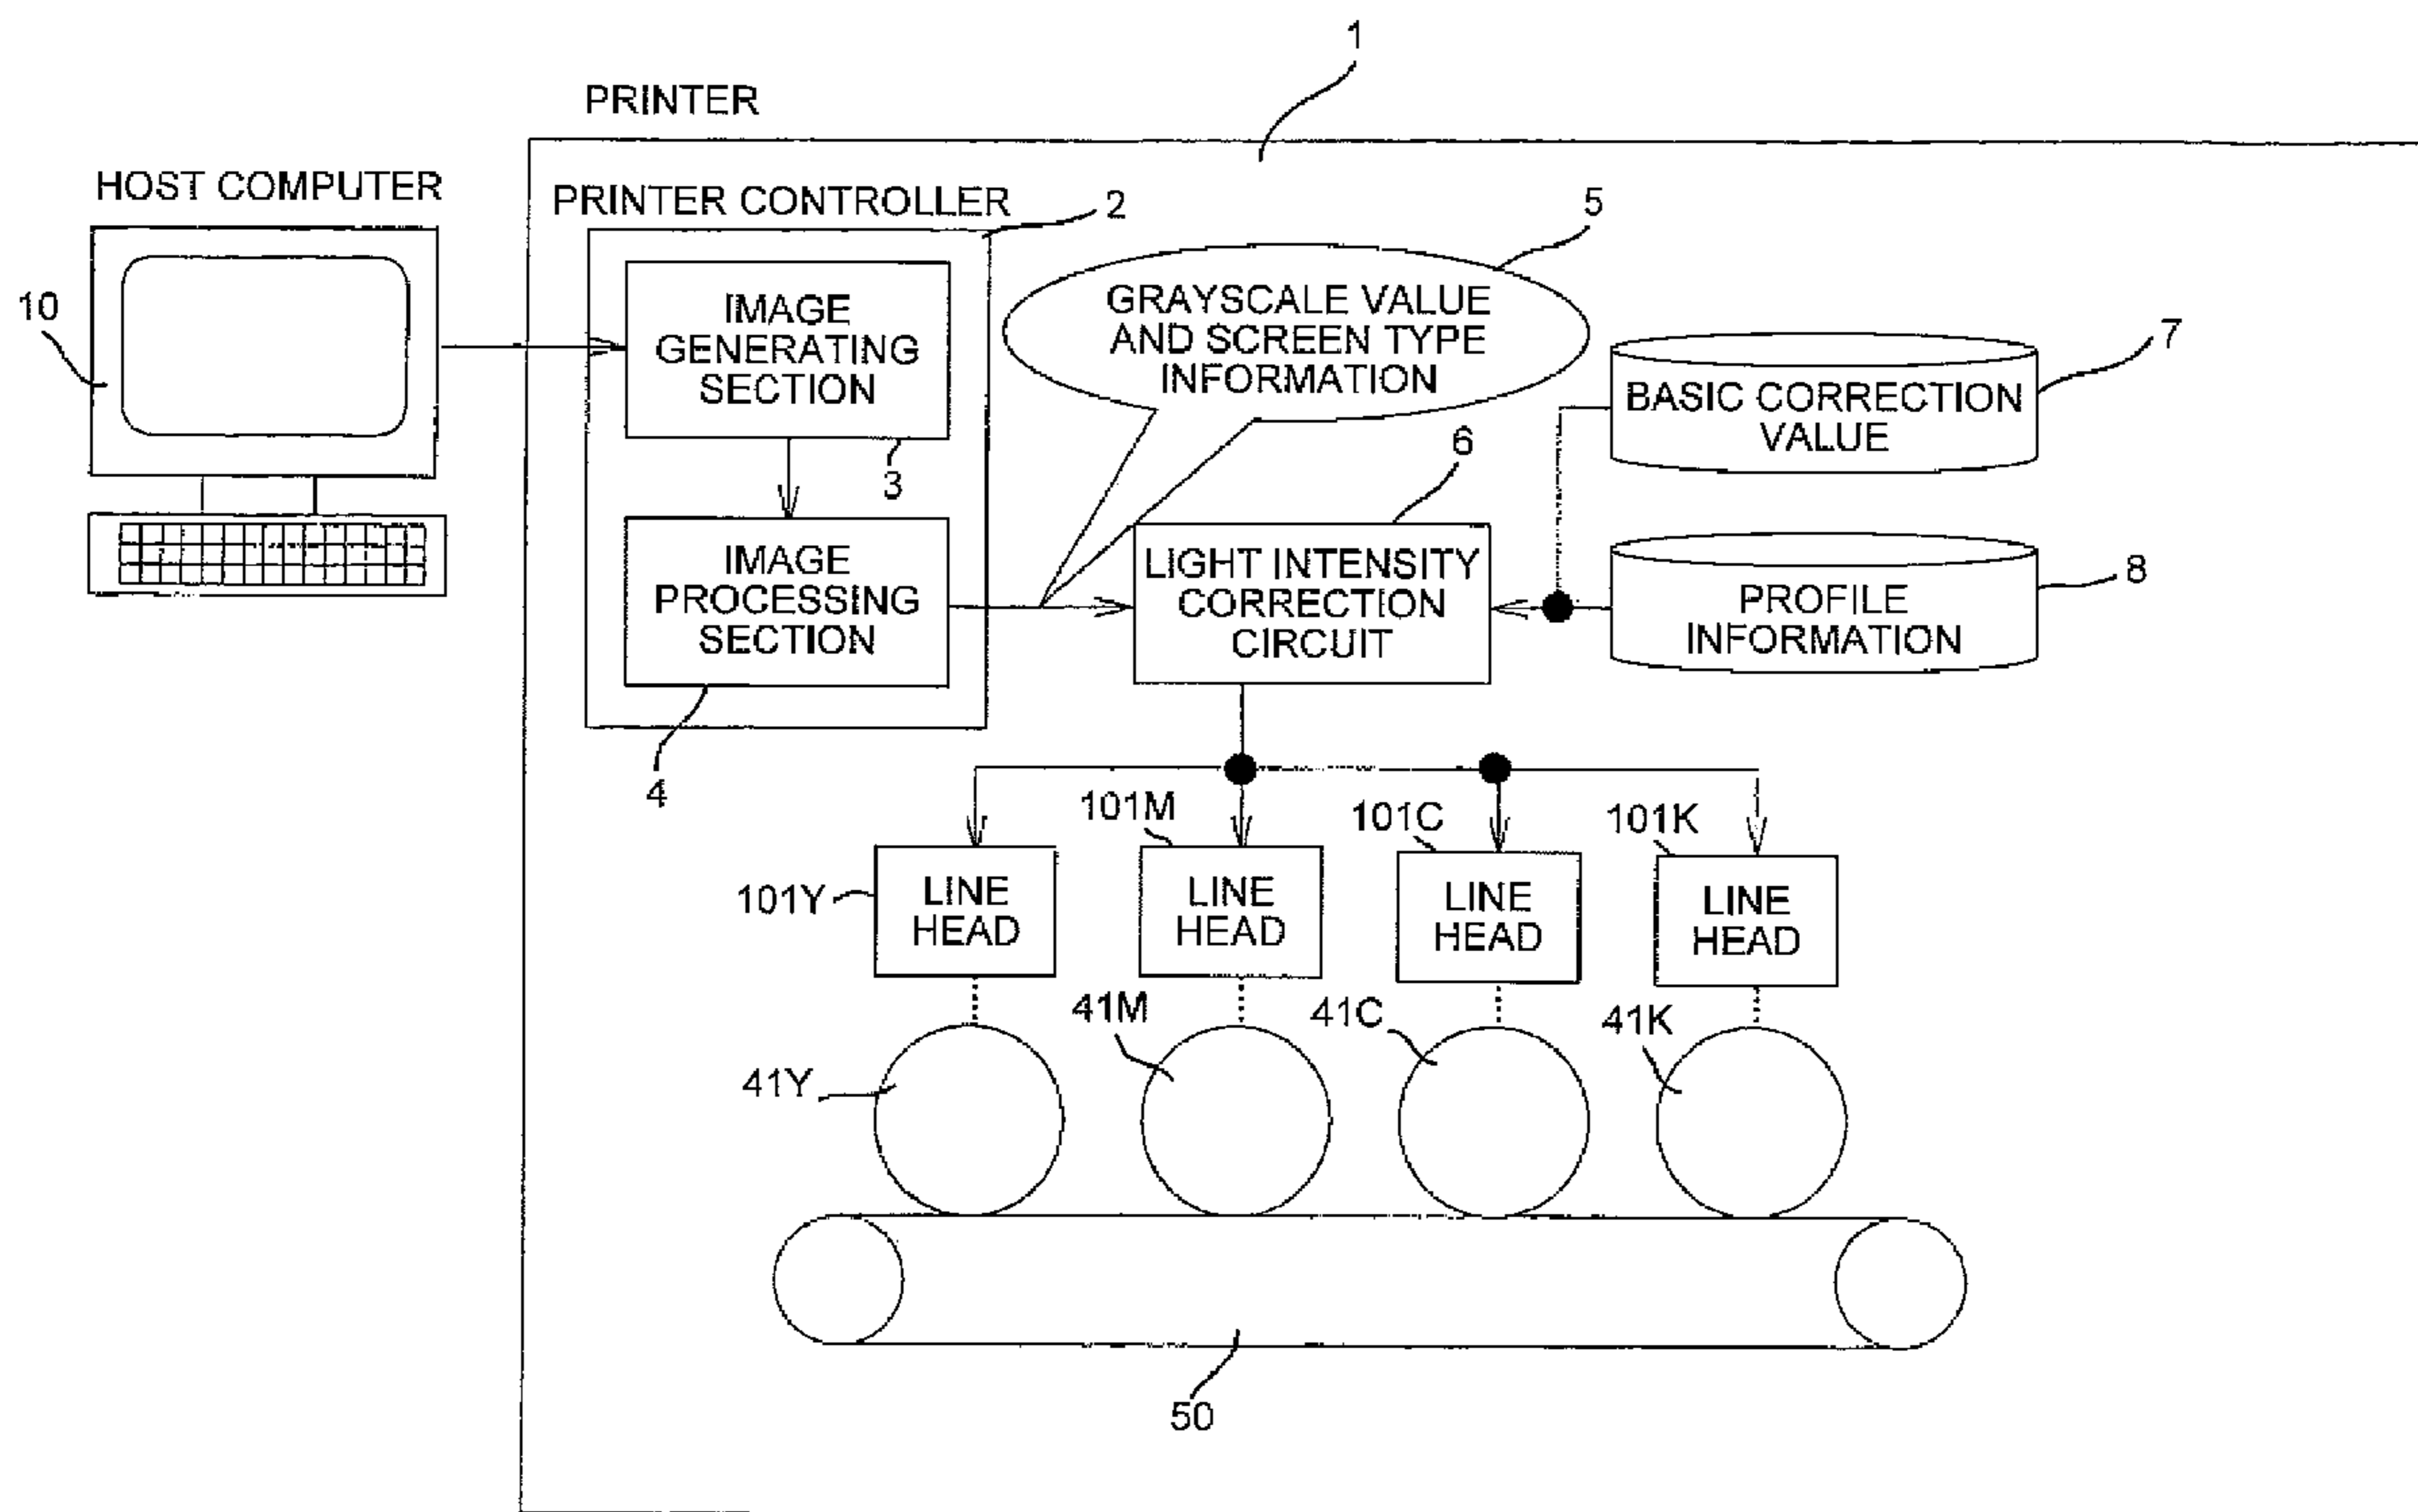 1
PRINTER
HOST COMPUTER
PRINTER CONTROLLER
2
5
10
IMAGE
GENERATING
SECTION
3
GRAYSCALE VALUE
AND SCREEN TYPE
INFORMATION
7
BASIC CORRECTION
VALUE
6
IMAGE
PROCESSING
SECTION
4
LIGHT INTENSITY
CORRECTION
CIRCUIT
8
PROFILE
INFORMATION
101Y
LINE
HEAD
101M
LINE
HEAD
101C
LINE
HEAD
101K
LINE
HEAD
41Y
41M
41C
41K
50